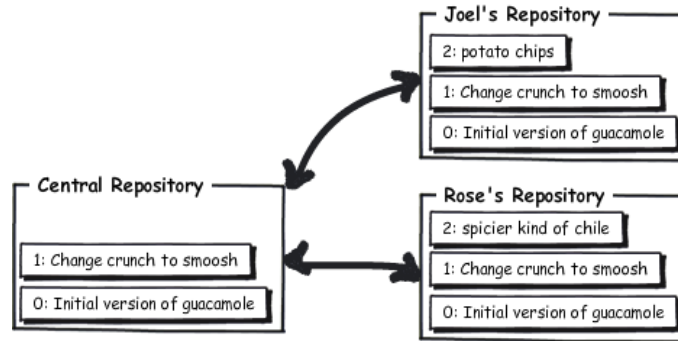 Joel's Repository
2: potato chips
1: Change crunch to smoosh
0: Initial version of guacamole
Central Repository
1: Change crunch to smoosh
0: Initial version of guacamole
Rose's Repository
2: spicier kind of chile
1: Change crunch to smoosh
0: Initial version of guacamole